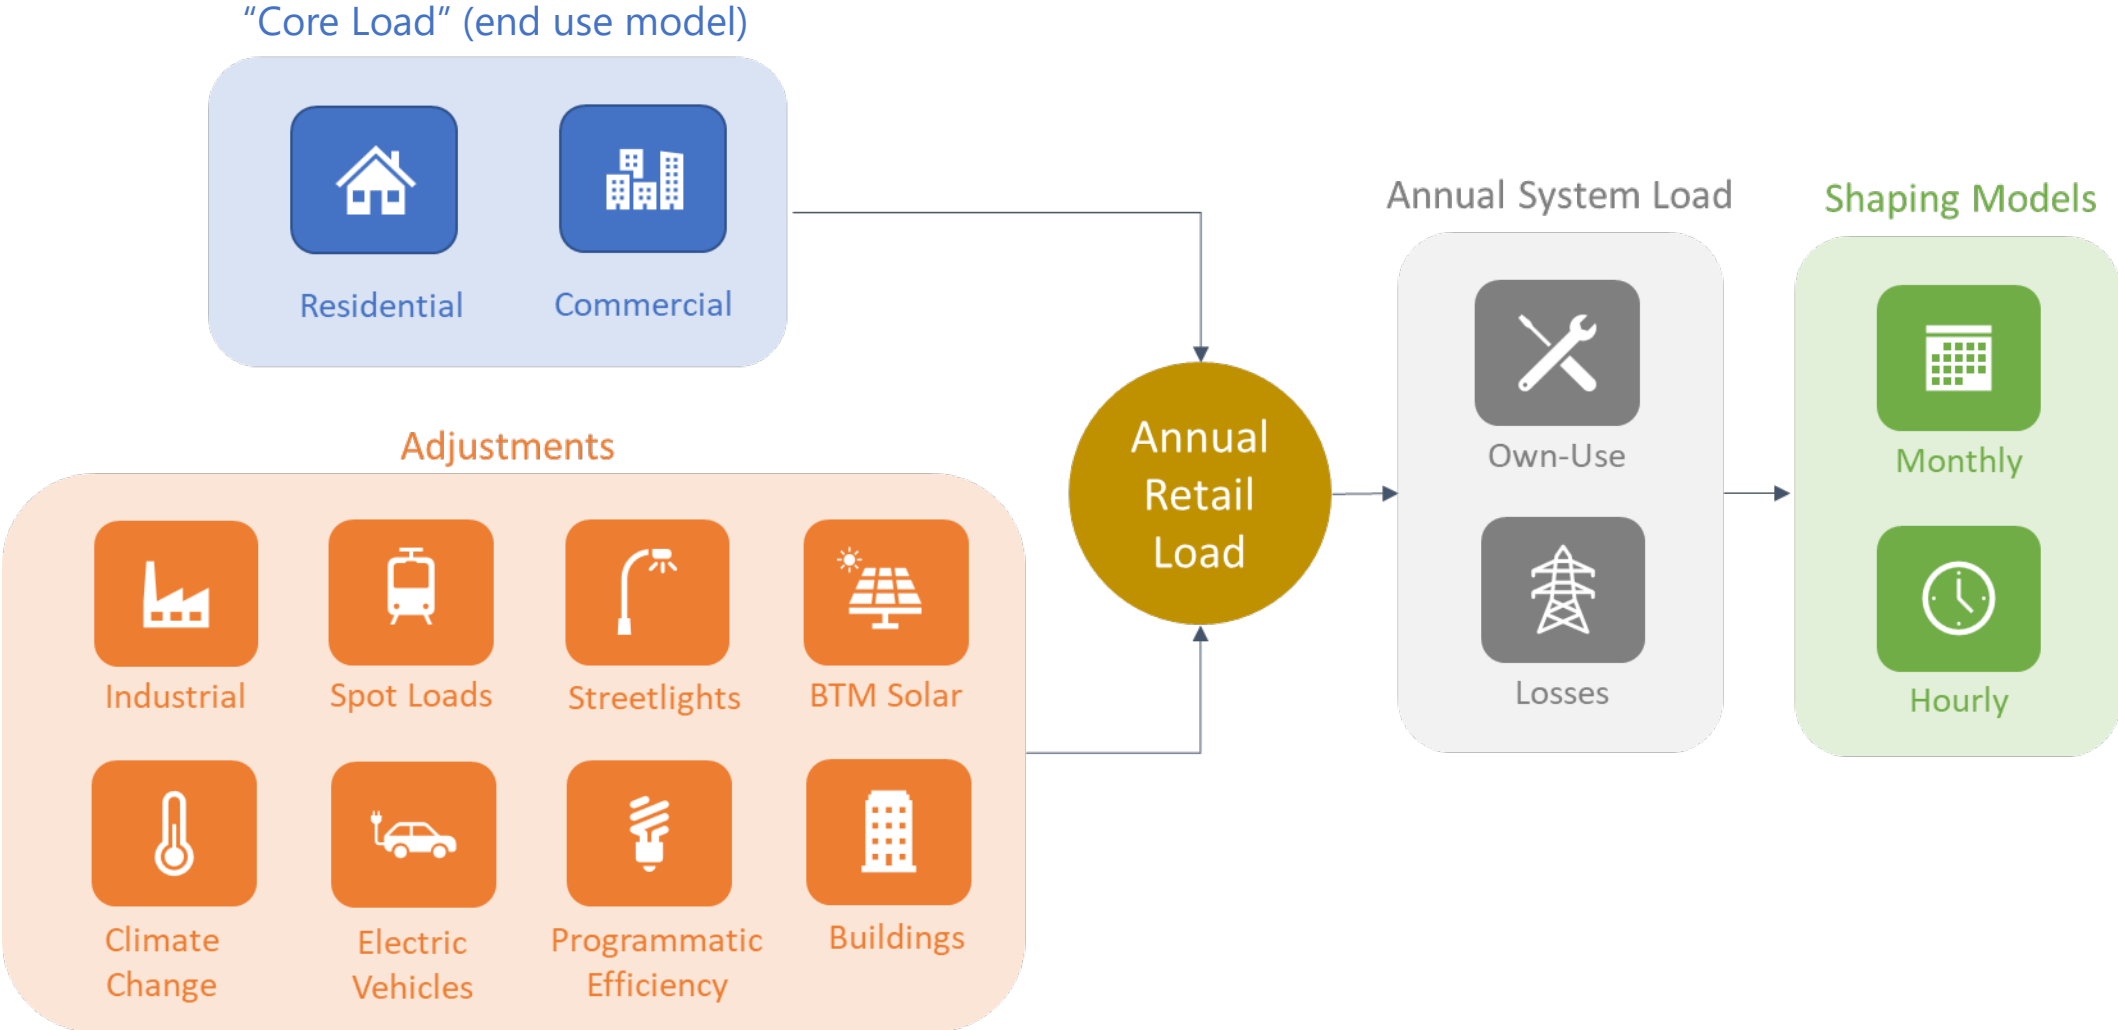 “Core Load” (end use model)
Residential
Commercial
Adjustments
Industrial
Spot Loads
Streetlights
BTM Solar
Climate
Change
Electric
Vehicles
Programmatic
Efficiency
Buildings
Annual
Retail
Load
Annual System Load
Own-Use
Losses
Shaping Models
Monthly
Hourly